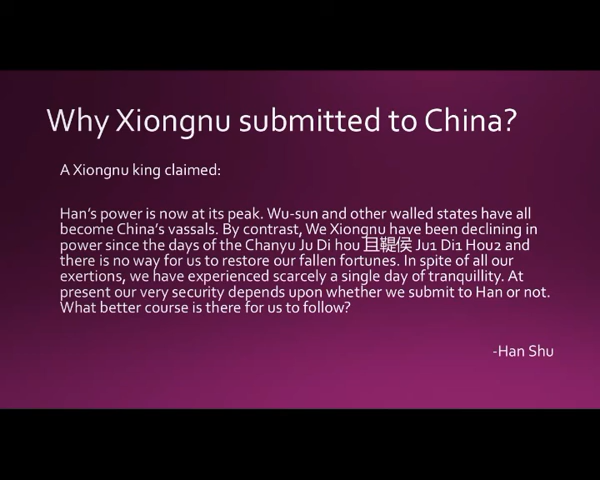 Why Xiongnu submitted to China?
A Xiongnu king claimed:
Han's power is now at its peak. Wu-sun and other walled states have all
become China's vassals. By contrast, We Xiongnu have been declining in
power since the days of the Chanyu Ju Di hou 且鞮侯 Ju1 Di1 Hou2 and
there is no way for us to restore our fallen fortunes. In spite of all our
exertions, we have experienced scarcely a single day of tranquillity. At
present our very security depends upon whether we submit to Han or not.
What better course is there for us to follow?
-Han Shu